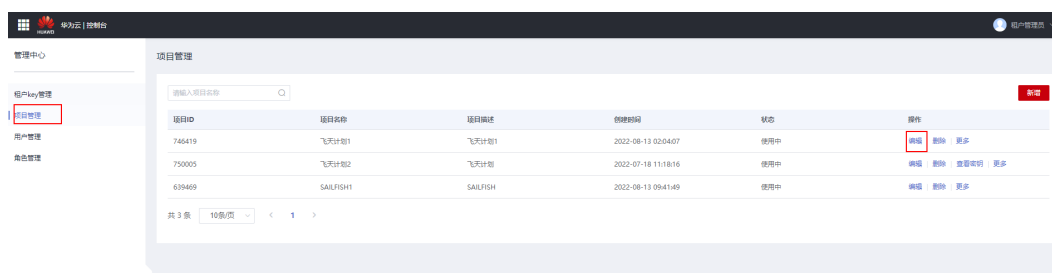 HUAWEI 华为云 | 控制台 租户管理员
管理中心
项目管理
租户key管理
项目管理
用户管理
角色管理
请输入项目名称
新增
项目ID 项目名称 项目描述 创建时间 状态 操作
746419 飞天计划1 飞天计划1 2022-08-13 02:04:07 使用中 编辑 删除 更多
750005 飞天计划2 飞天计划 2022-07-18 11:18:16 使用中 编辑 删除 查看密钥 更多
639469 SAILFISH1 SAILFISH 2022-08-13 09:41:49 使用中 编辑 删除 更多
共 3 条 10条/页 < 1 >